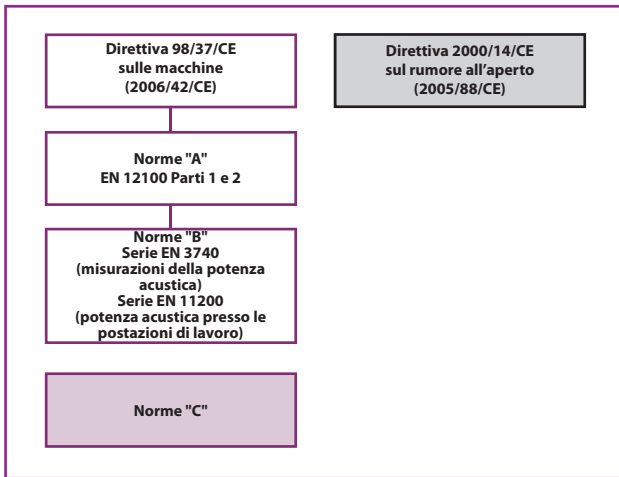 Direttiva 98/37/CE
sulle macchine
(2006/42/CE)
Direttiva 2000/14/CE
sul rumore all’aperto
(2005/88/CE)
Norme "A"
EN 12100 Parti 1 e 2
Norme "B"
Serie EN 3740
(misurazioni della potenza
acustica)
Serie EN 11200
(potenza acustica presso le
postazioni di lavoro)
Norme "C"